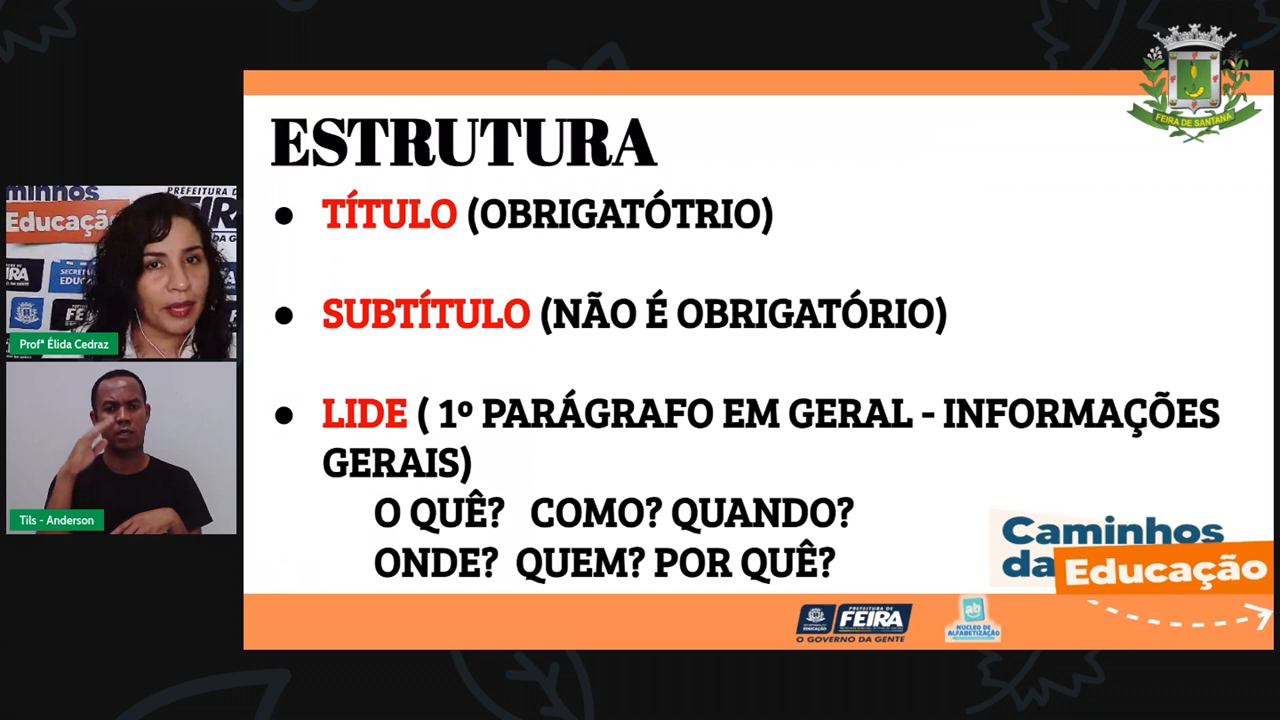 FEIRA DE SANTANA
ESTRUTURA
● TÍTULO (OBRIGATÓTRIO)
● SUBTÍTULO (NÃO É OBRIGATÓRIO)
● LIDE ( 1º PARÁGRAFO EM GERAL - INFORMAÇÕES
GERAIS)
O QUÊ? COMO? QUANDO?
ONDE? QUEM? POR QUÊ?
Profª Élida Cedraz
Tils - Anderson
Caminhos
da Educação
PREFEITURA DE
FEIRA
EDUCAÇÃO
O GOVERNO DA GENTE
ab
NÚCLEO DE
ALFABETIZAÇÃO